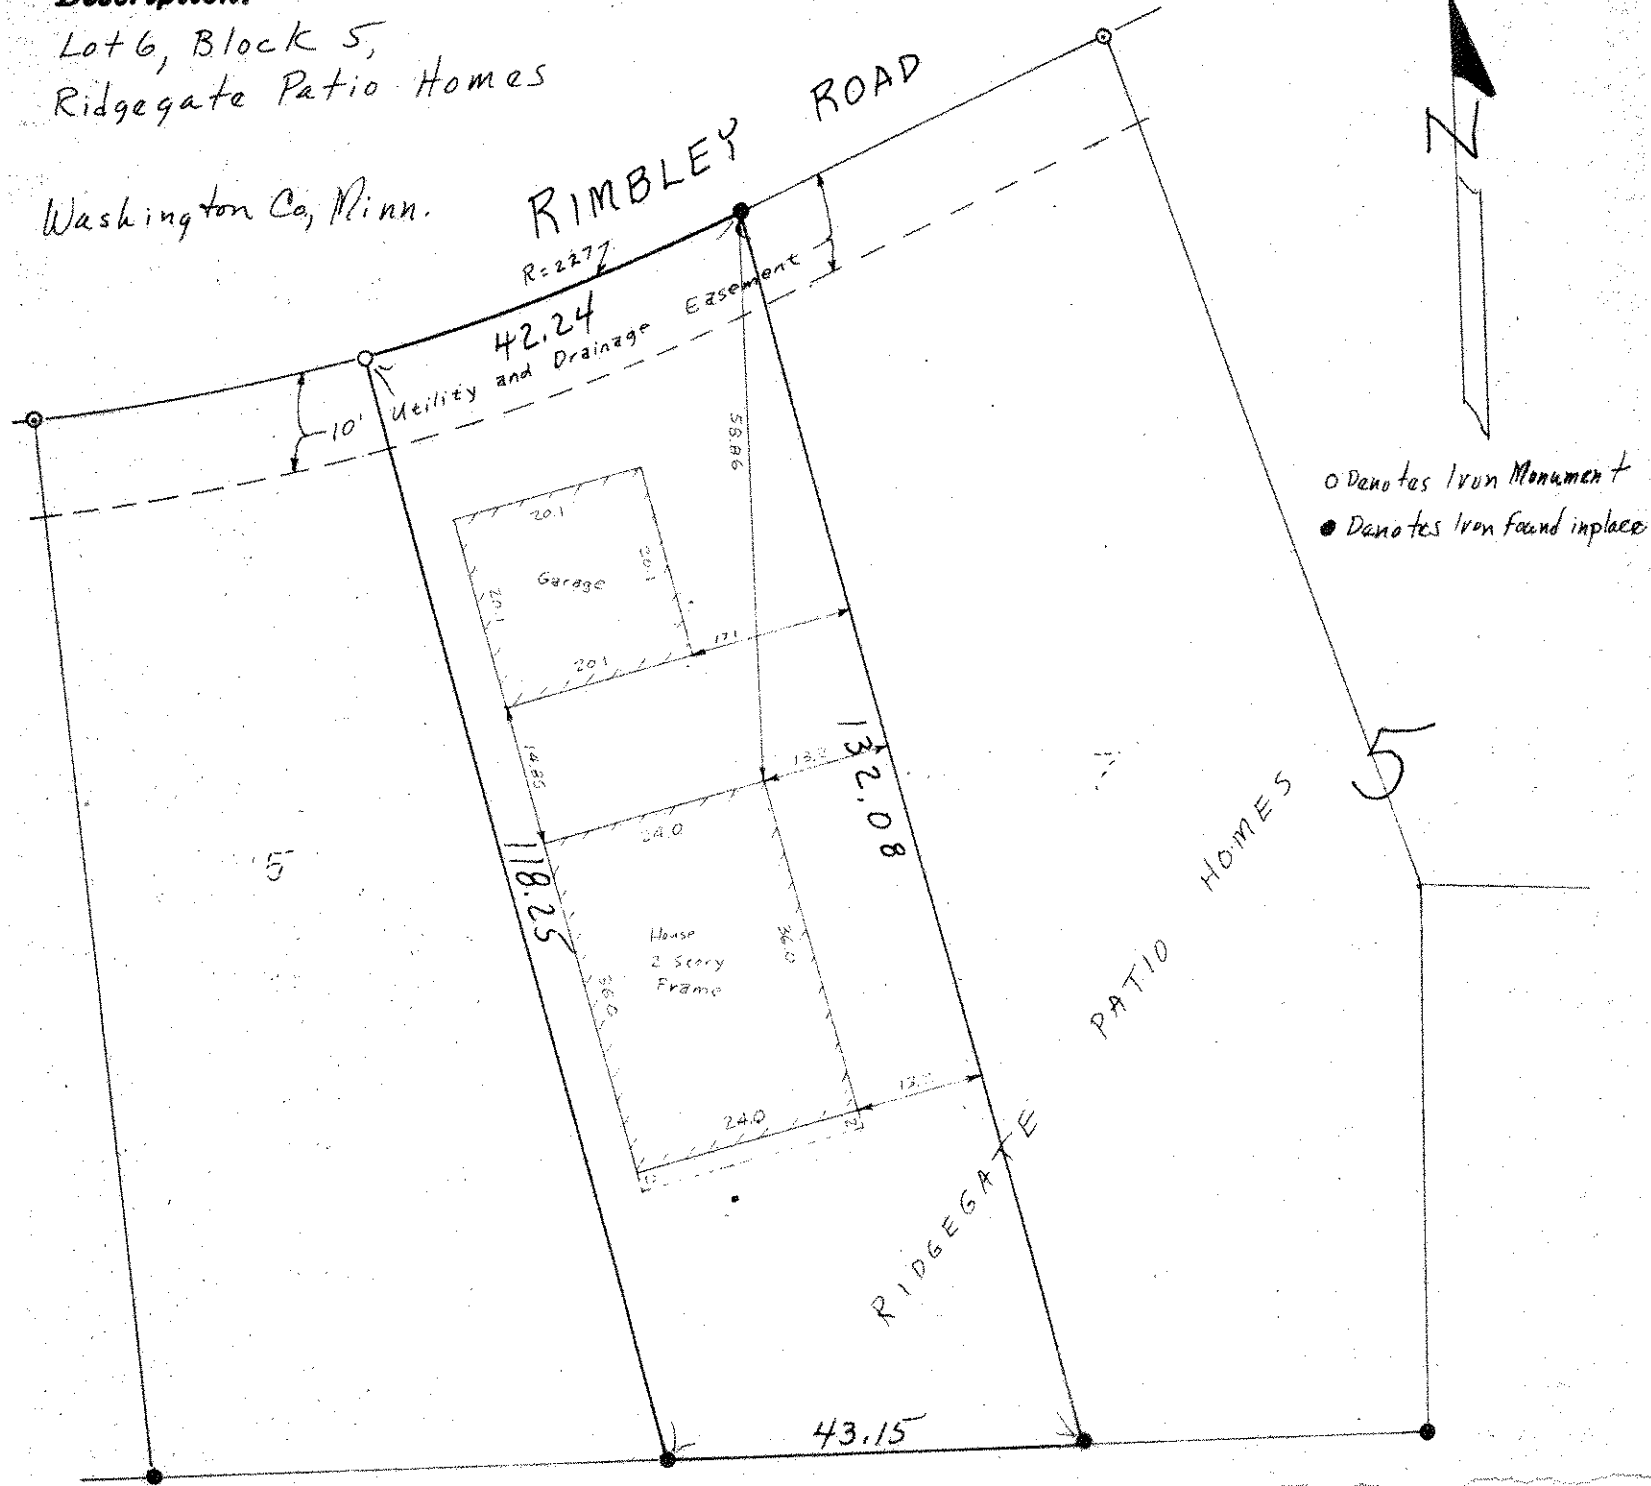 Description:
Lot 6, Block 5,
Ridgegate Patio Homes
Washington Co, Minn.
RIMBLEY ROAD
R=227
42.24
10' Utility and Drainage Easement
N
o Denotes Iron Monument
● Denotes Iron found inplace
58.86
20.1
20.1
20.1
Garage
20.1
17.1
14.85
13.2
24.0
132.08
118.25
5
7
5
House
2 Story
Frame
36.0
36.0
24.0
RIDGEGATE PATIO HOMES
43.15